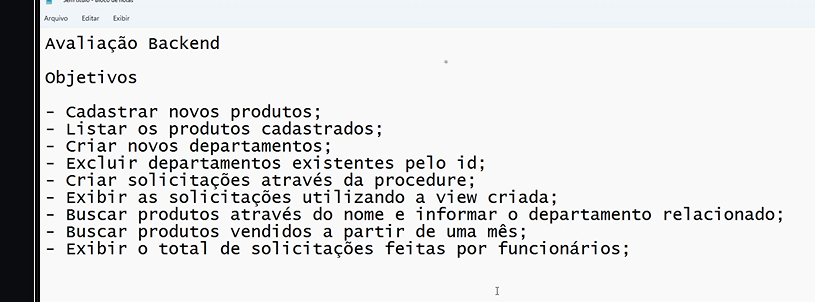 Sem título - Bloco de notas
Arquivo Editar Exibir
Avaliação Backend
Objetivos
- Cadastrar novos produtos;
- Listar os produtos cadastrados;
- Criar novos departamentos;
- Excluir departamentos existentes pelo id;
- Criar solicitações através da procedure;
- Exibir as solicitações utilizando a view criada;
- Buscar produtos através do nome e informar o departamento relacionado;
- Buscar produtos vendidos a partir de uma mês;
- Exibir o total de solicitações feitas por funcionários;